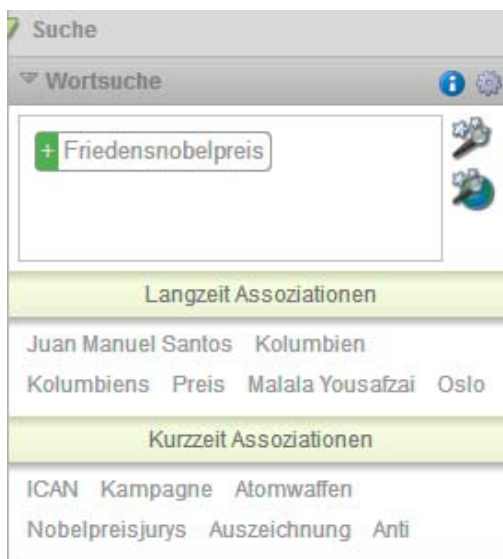 Suche
Wortsuche
+ Friedensnobelpreis
Langzeit Assoziationen
Juan Manuel Santos Kolumbien
Kolumbiens Preis Malala Yousafzai Oslo
Kurzzeit Assoziationen
ICAN Kampagne Atomwaffen
Nobelpreisjurys Auszeichnung Anti